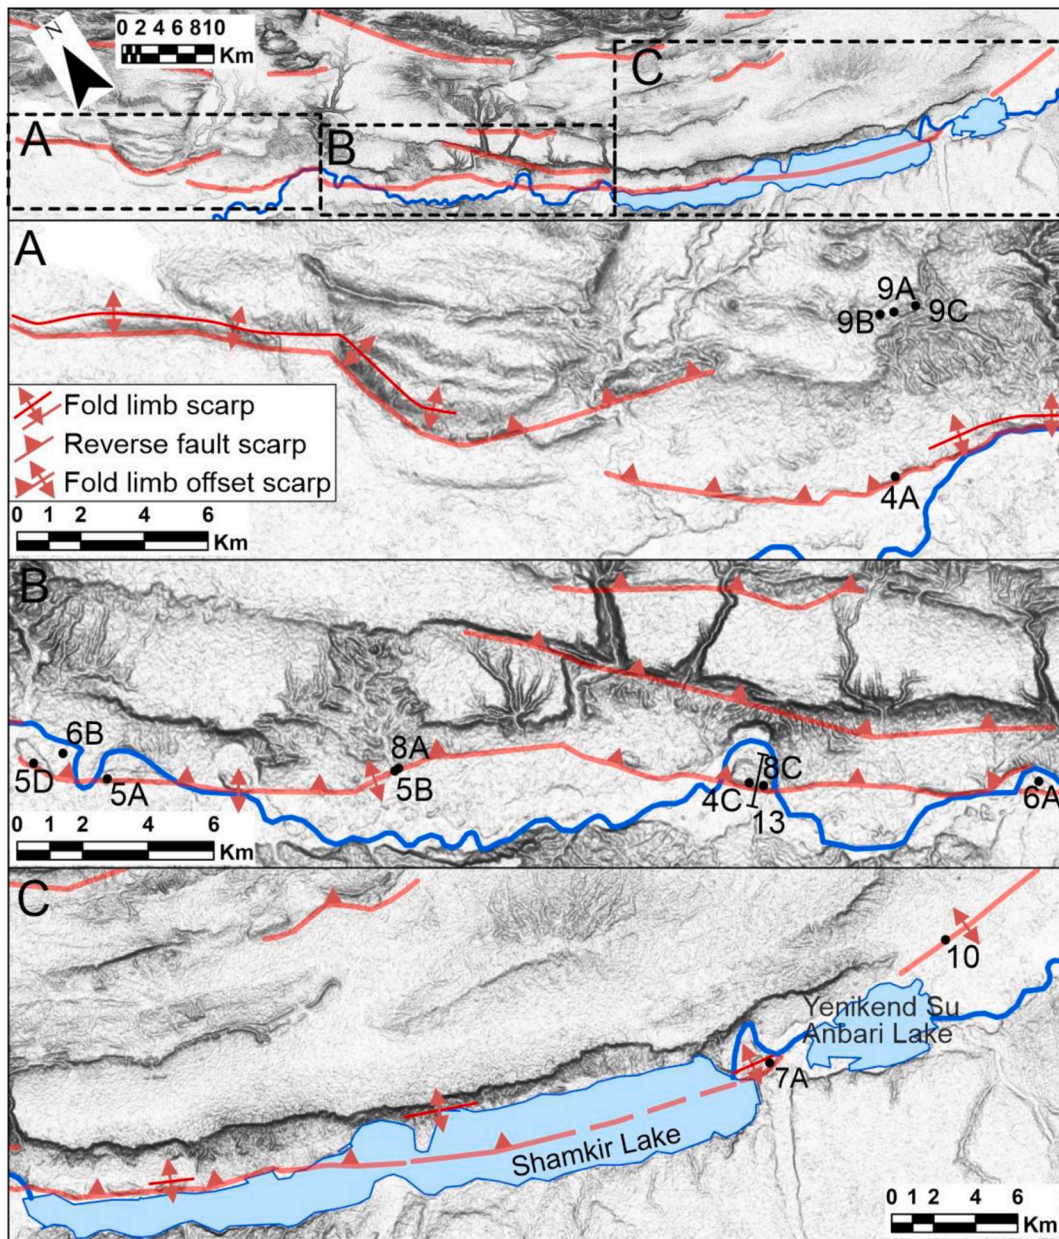 N
0 2 4 6 8 10
Km
A
B
C
A
9A
9B
9C
Fold limb scarp
Reverse fault scarp
Fold limb offset scarp
4A
0 1 2 4 6
Km
B
6B
5D
5A
8A
5B
8C
4C
13
6A
0 1 2 4 6
Km
C
10
Yenikend Su
Anbari Lake
7A
Shamkir Lake
0 1 2 4 6
Km